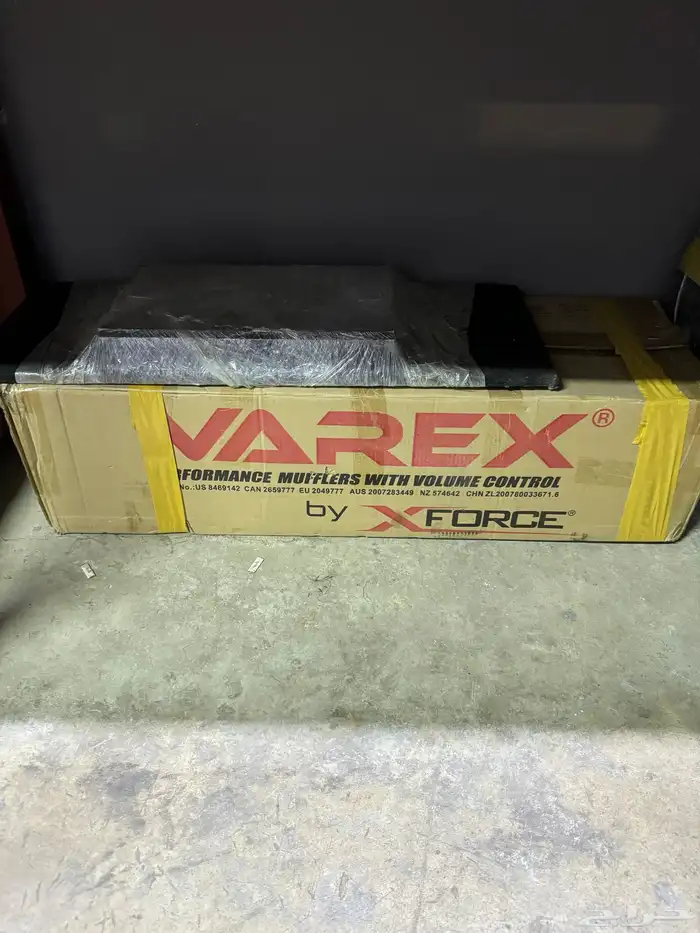 VAREX®
RFORMANCE MUFFLERS WITH VOLUME CONTROL
No.:US 8469142 CAN 2659777 EU 2049777 AUS 2007283449 NZ 574642 CHN ZL200780033671.6
by XFORCE®
حراج